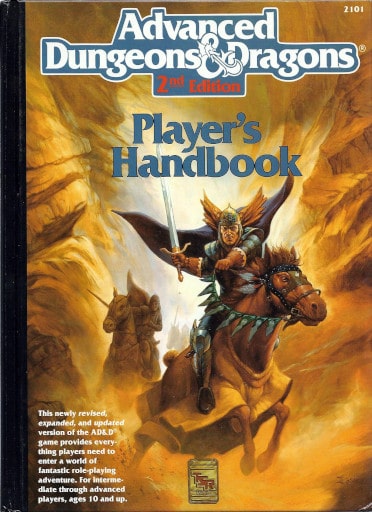 2101
Advanced
Dungeons & Dragons®
2nd Edition
Player's
Handbook
This newly revised,
expanded, and updated
version of the AD&D®
game provides every-
thing players need to
enter a world of
fantastic role-playing
adventure. For interme-
diate through advanced
players, ages 10 and up.
TSR